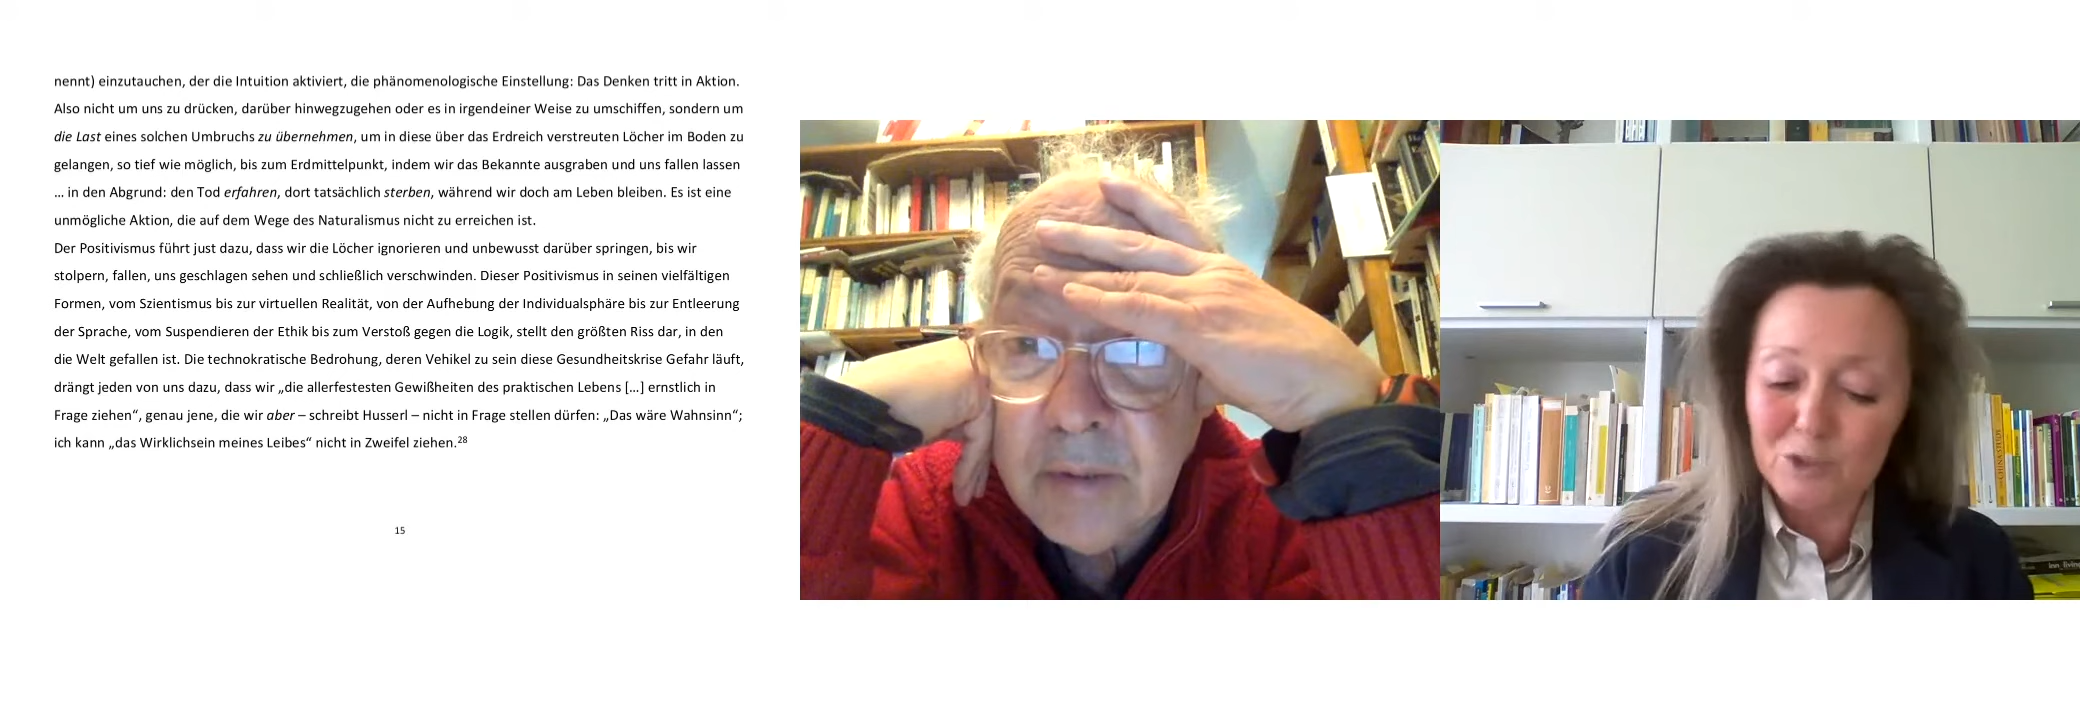 nennt) einzutauchen, der die Intuition aktiviert, die phänomenologische Einstellung: Das Denken tritt in Aktion.
Also nicht um uns zu drücken, darüber hinwegzugehen oder es in irgendeiner Weise zu umschiffen, sondern um
die Last eines solchen Umbruchs zu übernehmen, um in diese über das Erdreich verstreuten Löcher im Boden zu
gelangen, so tief wie möglich, bis zum Erdmittelpunkt, indem wir das Bekannte ausgraben und uns fallen lassen
… in den Abgrund: den Tod erfahren, dort tatsächlich sterben, während wir doch am Leben bleiben. Es ist eine
unmögliche Aktion, die auf dem Wege des Naturalismus nicht zu erreichen ist.
Der Positivismus führt just dazu, dass wir die Löcher ignorieren und unbewusst darüber springen, bis wir
stolpern, fallen, uns geschlagen sehen und schließlich verschwinden. Dieser Positivismus in seinen vielfältigen
Formen, vom Szientismus bis zur virtuellen Realität, von der Aufhebung der Individualsphäre bis zur Entleerung
der Sprache, vom Suspendieren der Ethik bis zum Verstoß gegen die Logik, stellt den größten Riss dar, in den
die Welt gefallen ist. Die technokratische Bedrohung, deren Vehikel zu sein diese Gesundheitskrise Gefahr läuft,
drängt jeden von uns dazu, dass wir „die allerfestesten Gewißheiten des praktischen Lebens […] ernstlich in
Frage ziehen“, genau jene, die wir aber – schreibt Husserl – nicht in Frage stellen dürfen: „Das wäre Wahnsinn“;
ich kann „das Wirklichsein meines Leibes“ nicht in Zweifel ziehen.28
15